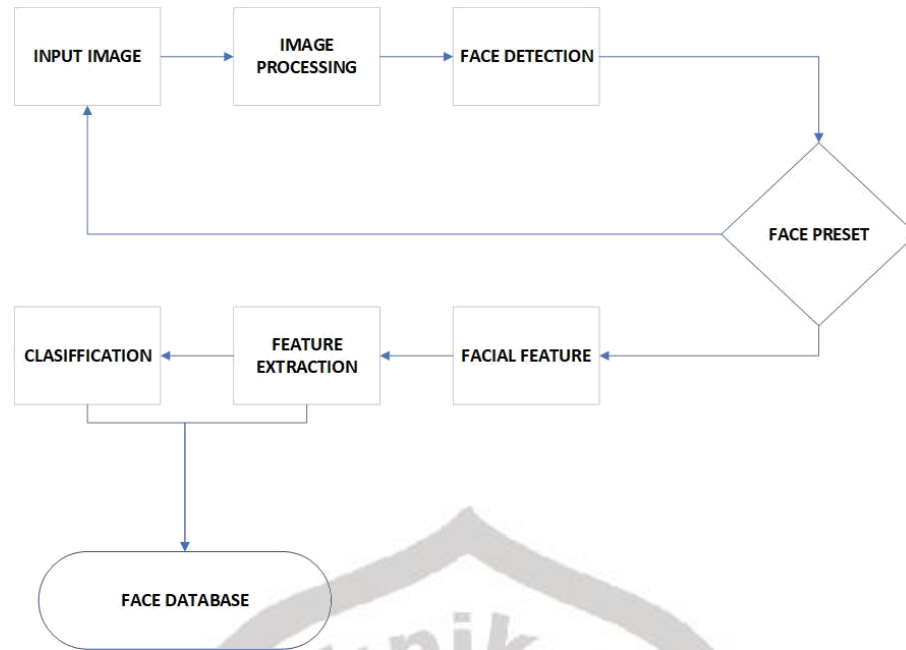 INPUT IMAGE
IMAGE
PROCESSING
FACE DETECTION
FACE PRESET
CLASIFFICATION
FEATURE
EXTRACTION
FACIAL FEATURE
FACE DATABASE